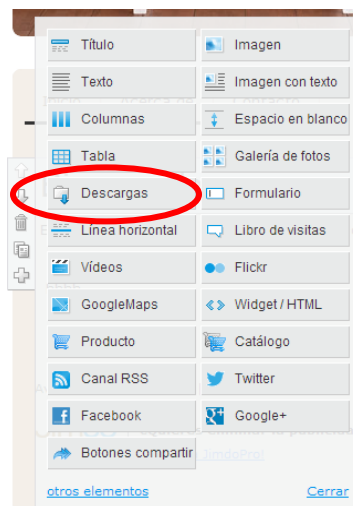 Título Imagen
Texto Imagen con texto
Columnas Espacio en blanco
Tabla Galería de fotos
Descargas Formulario
Línea horizontal Libro de visitas
Vídeos Flickr
GoogleMaps Widget / HTML
Producto Catálogo
Canal RSS Twitter
Facebook Google+
Botones compartir
JimdoPro!
otros elementos Cerrar